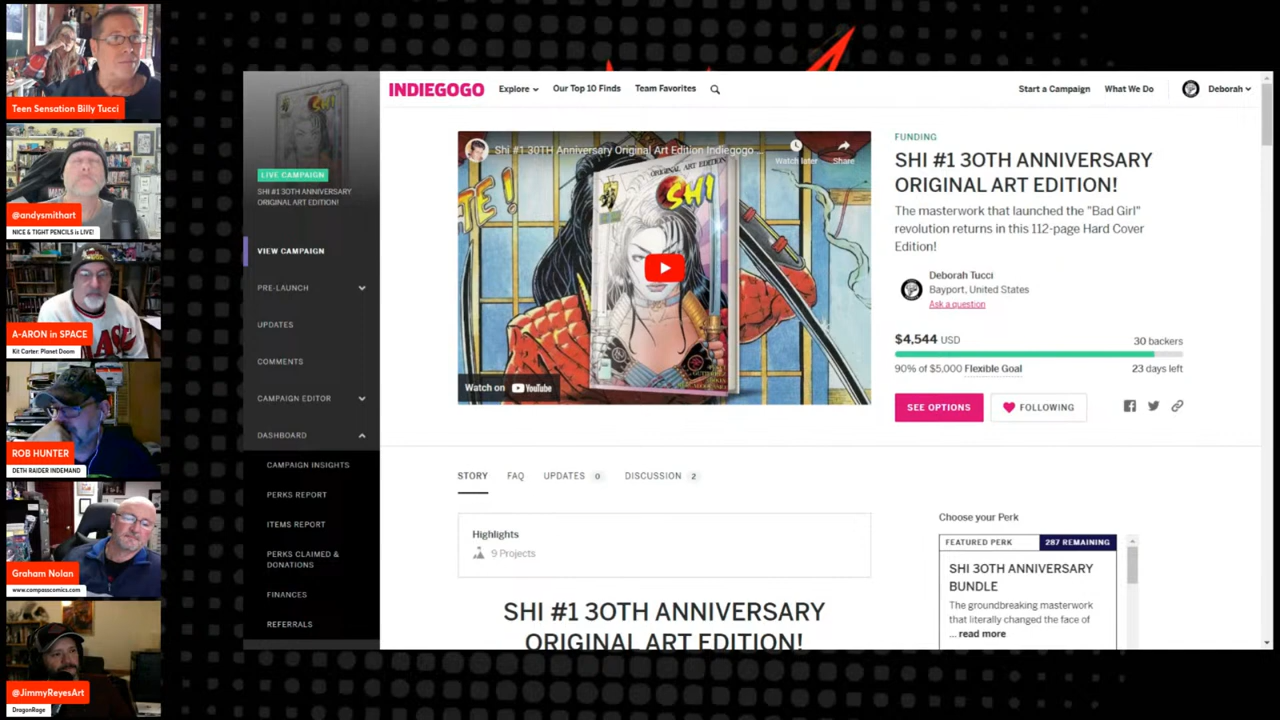 Teen Sensation Billy Tucci
@andysmithart
NICE & TIGHT PENCILS is LIVE!
A-ARON in SPACE
Kit Carter: Planet Doom
ROB HUNTER
DETH RAIDER INDEMAND
Graham Nolan
www.compasscomics.com
@JimmyReyesArt
DragonRage
LIVE CAMPAIGN
SHI #1 3OTH ANNIVERSARY
ORIGINAL ART EDITION!
VIEW CAMPAIGN
PRE-LAUNCH
UPDATES
COMMENTS
CAMPAIGN EDITOR
DASHBOARD
CAMPAIGN INSIGHTS
PERKS REPORT
ITEMS REPORT
PERKS CLAIMED &
DONATIONS
FINANCES
REFERRALS
INDIEGOGO
Explore
Our Top 10 Finds
Team Favorites
Start a Campaign
What We Do
Deborah
Shi #1 30TH Anniversary Original Art Edition Indiegogo ...
Watch later
Share
ORIGINAL ART EDITION
SHI
Watch on YouTube
FUNDING
SHI #1 3OTH ANNIVERSARY
ORIGINAL ART EDITION!
The masterwork that launched the "Bad Girl"
revolution returns in this 112-page Hard Cover
Edition!
Deborah Tucci
Bayport, United States
Ask a question
$4,544 USD
30 backers
90% of $5,000 Flexible Goal
23 days left
SEE OPTIONS
FOLLOWING
STORY
FAQ
UPDATES 0
DISCUSSION 2
Highlights
9 Projects
SHI #1 3OTH ANNIVERSARY
ORIGINAL ART EDITION!
Choose your Perk
FEATURED PERK
287 REMAINING
SHI 3OTH ANNIVERSARY
BUNDLE
The groundbreaking masterwork
that literally changed the face of
... read more